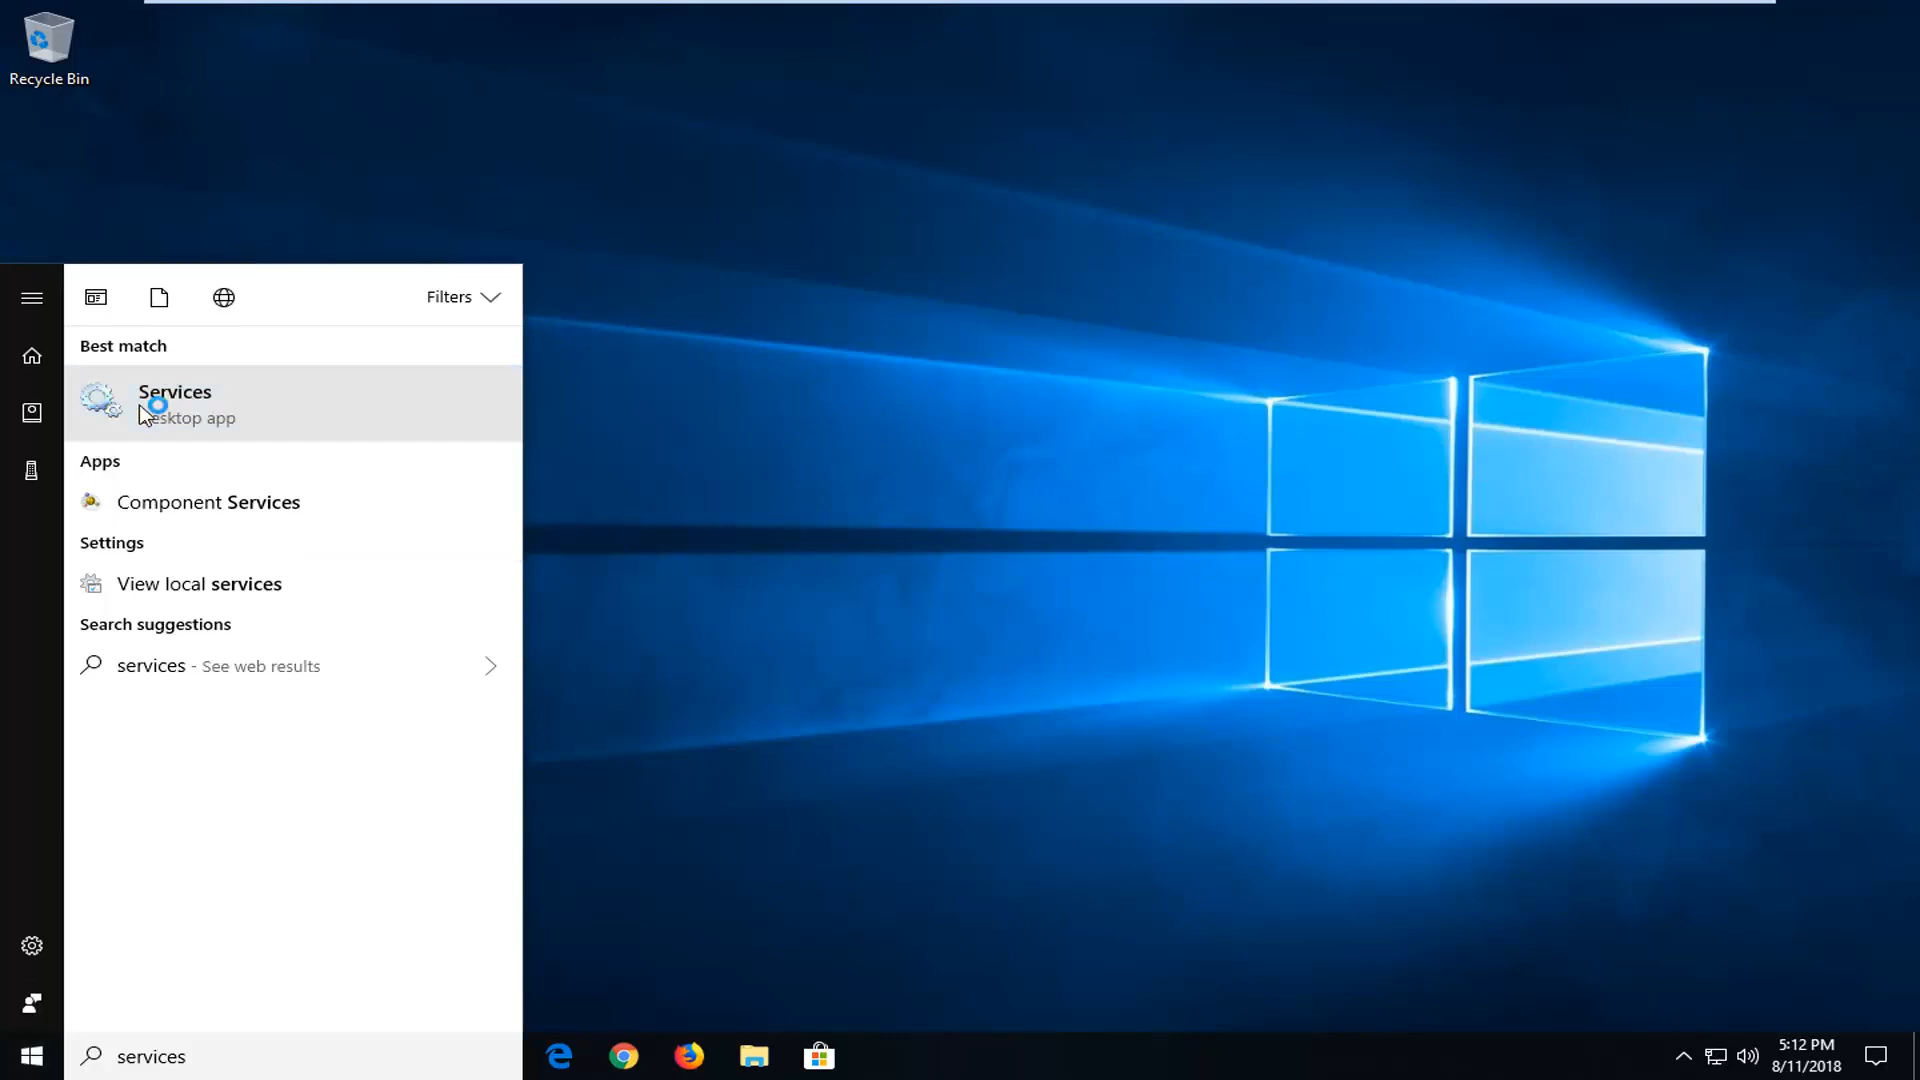 Recycle Bin
Filters
Best match
Services
Desktop app
Apps
Component Services
Settings
View local services
Search suggestions
services - See web results
services
5:12 PM
8/11/2018